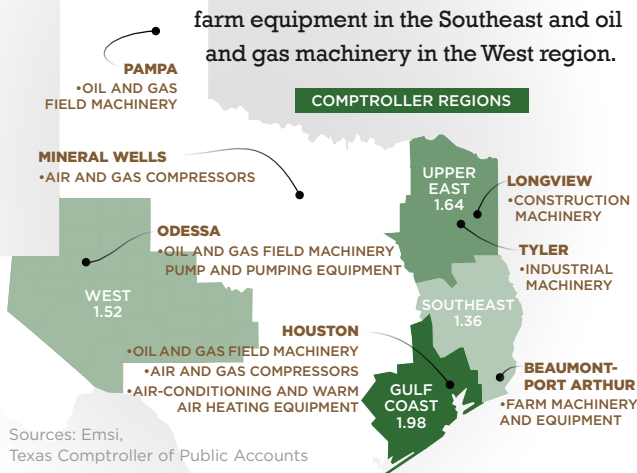 farm equipment in the Southeast and oil
and gas machinery in the West region.
COMPTROLLER REGIONS
PAMPA
•OIL AND GAS
FIELD MACHINERY
MINERAL WELLS
•AIR AND GAS COMPRESSORS
UPPER
EAST
1.64
LONGVIEW
•CONSTRUCTION
MACHINERY
TYLER
•INDUSTRIAL
MACHINERY
ODESSA
•OIL AND GAS FIELD MACHINERY
PUMP AND PUMPING EQUIPMENT
WEST
1.52
SOUTHEAST
1.36
HOUSTON
•OIL AND GAS FIELD MACHINERY
•AIR AND GAS COMPRESSORS
•AIR-CONDITIONING AND WARM
AIR HEATING EQUIPMENT
GULF
COAST
1.98
BEAUMONT-
PORT ARTHUR
•FARM MACHINERY
AND EQUIPMENT
Sources: Emsi,
Texas Comptroller of Public Accounts